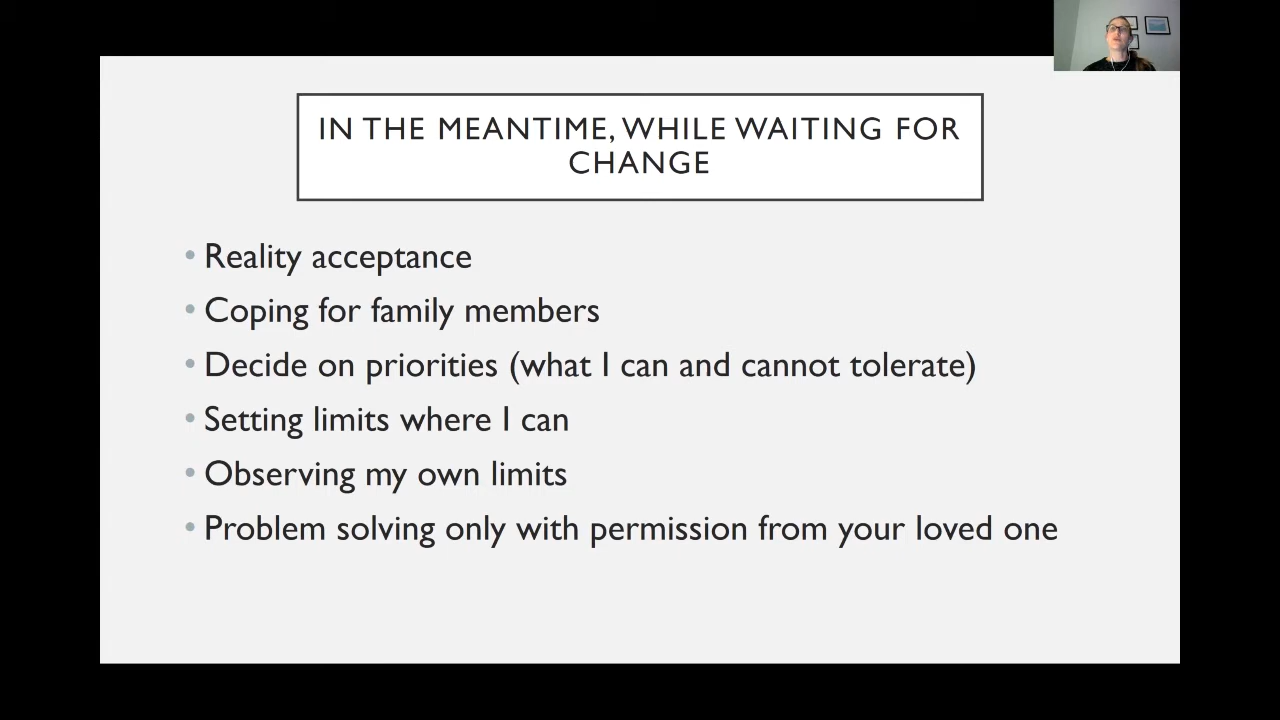 IN THE MEANTIME, WHILE WAITING FOR
CHANGE
• Reality acceptance
• Coping for family members
• Decide on priorities (what I can and cannot tolerate)
• Setting limits where I can
• Observing my own limits
• Problem solving only with permission from your loved one